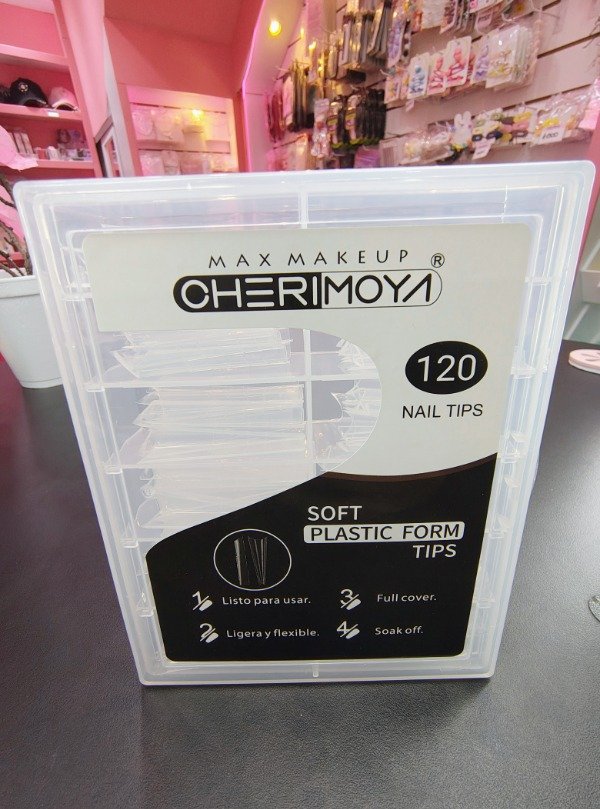 MAX MAKEUP ®
CHERIMOYA
120
NAIL TIPS
SOFT
PLASTIC FORM
TIPS
1 Listo para usar.
3 Full cover.
2 Ligera y flexible.
4 Soak off.